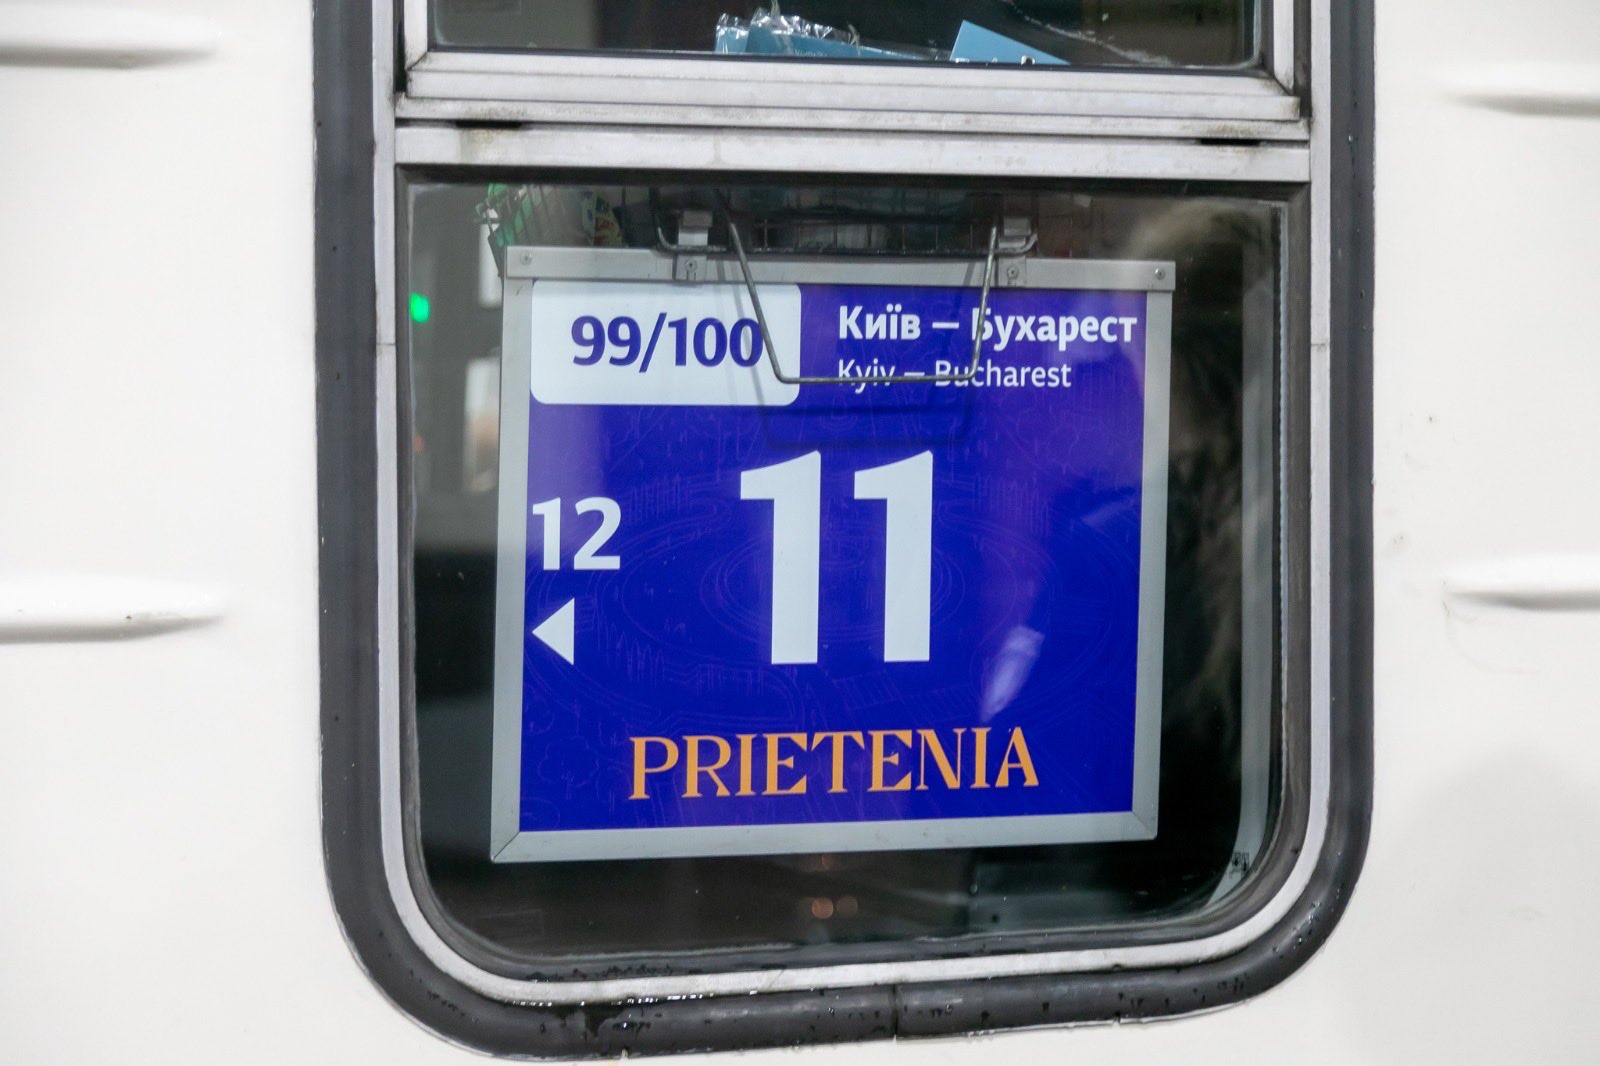 99/100
Київ – Бухарест
Kyiv – Bucharest
12
11
PRIETENIA